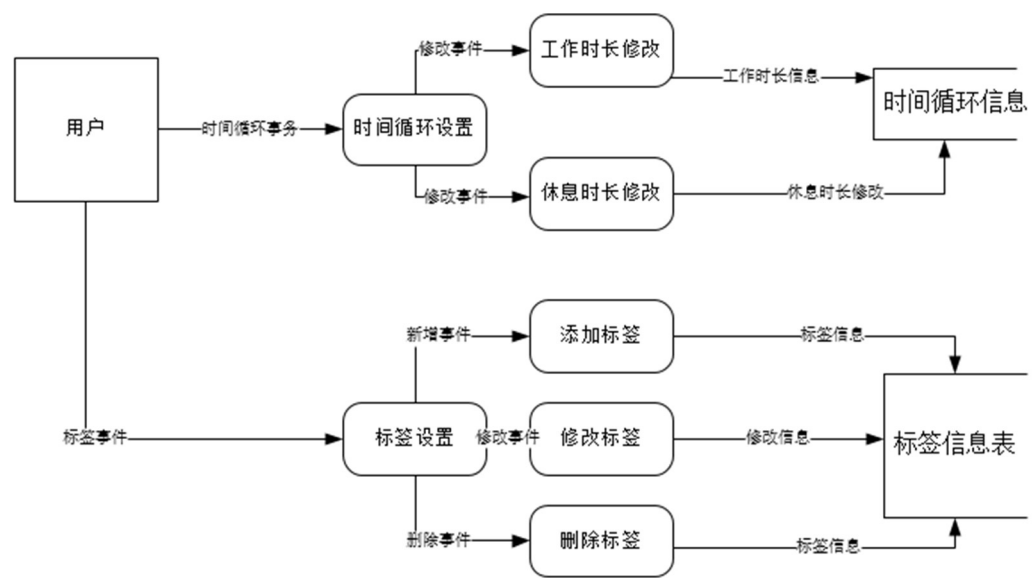 修改事件
工作时长修改
工作时长信息
时间循环信息
用户
时间循环事务
时间循环设置
修改事件
休息时长修改
休息时长修改
新增事件
添加标签
标签信息
标签事件
标签设置
修改事件
修改标签
修改信息
标签信息表
删除事件
删除标签
标签信息